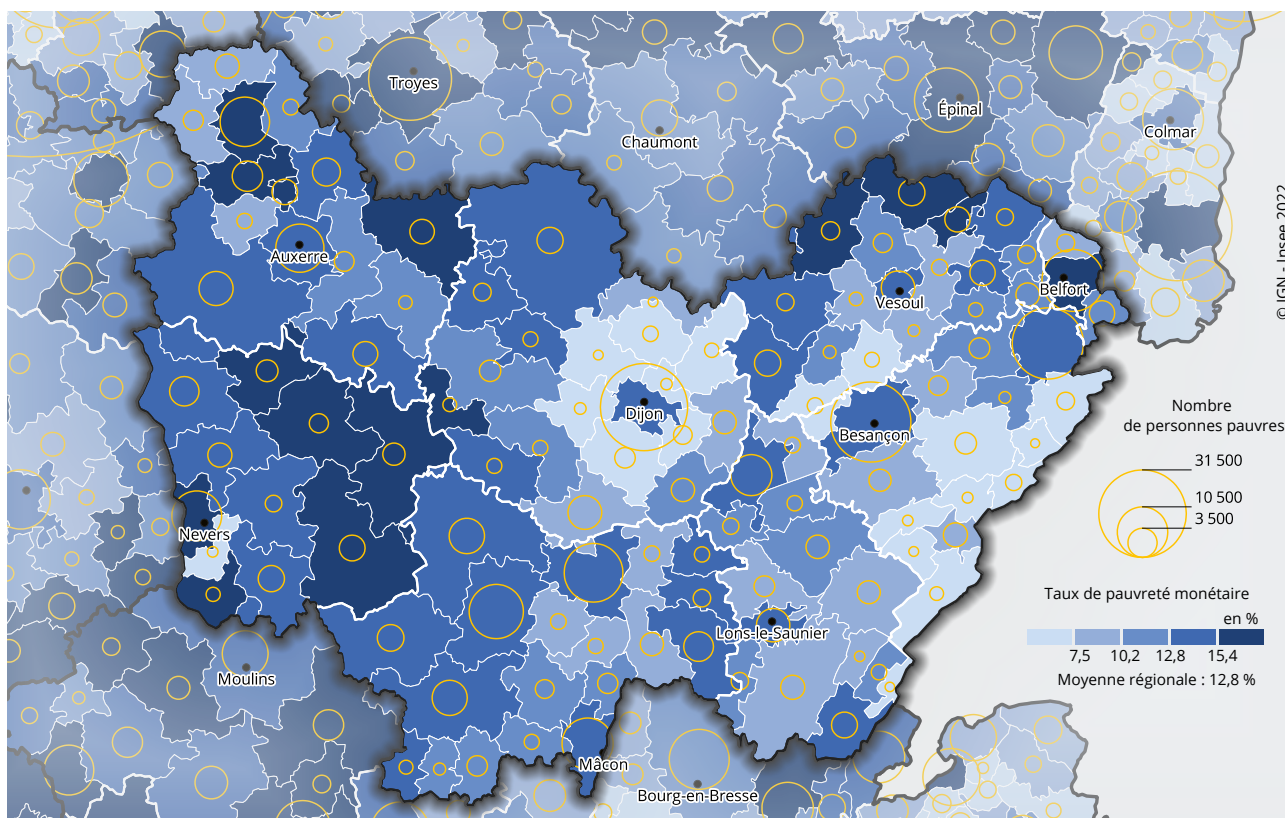 Troyes
Épinal
Chaumont
Colmar
Auxerre
Vesoul
Belfort
Dijon
Besançon
Nevers
Lons-le-Saunier
Moulins
Mâcon
Bourg-en-Bresse
© IGN - Insee 2022
Nombre
de personnes pauvres
31 500
10 500
3 500
Taux de pauvreté monétaire
en %
7,5 10,2 12,8 15,4
Moyenne régionale : 12,8 %